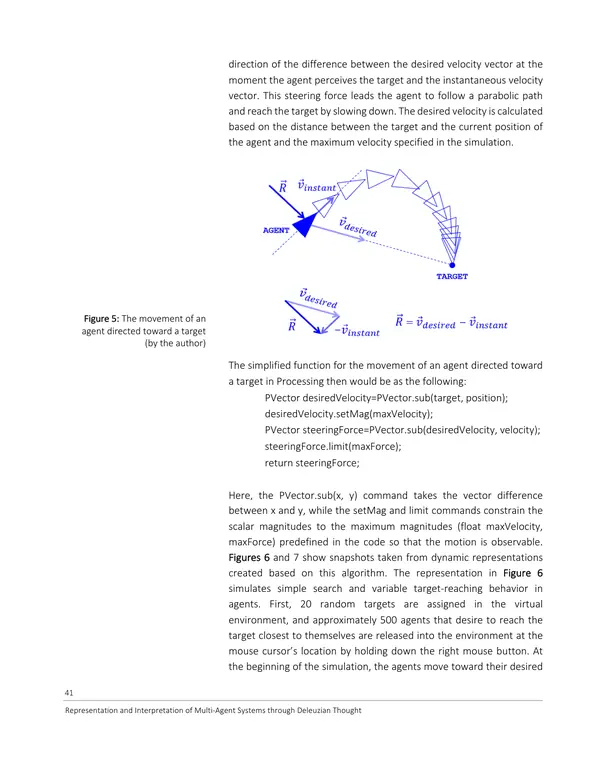 direction of the difference between the desired velocity vector at the
moment the agent perceives the target and the instantaneous velocity
vector. This steering force leads the agent to follow a parabolic path
and reach the target by slowing down. The desired velocity is calculated
based on the distance between the target and the current position of
the agent and the maximum velocity specified in the simulation.
R⃗ v⃗instant
AGENT
v⃗desired
TARGET
v⃗desired
R⃗
−v⃗instant
R⃗ = v⃗desired − v⃗instant
Figure 5: The movement of an
agent directed toward a target
(by the author)
The simplified function for the movement of an agent directed toward
a target in Processing then would be as the following:
PVector desiredVelocity=PVector.sub(target, position);
desiredVelocity.setMag(maxVelocity);
PVector steeringForce=PVector.sub(desiredVelocity, velocity);
steeringForce.limit(maxForce);
return steeringForce;
Here, the PVector.sub(x, y) command takes the vector difference
between x and y, while the setMag and limit commands constrain the
scalar magnitudes to the maximum magnitudes (float maxVelocity,
maxForce) predefined in the code so that the motion is observable.
Figures 6 and 7 show snapshots taken from dynamic representations
created based on this algorithm. The representation in Figure 6
simulates simple search and variable target-reaching behavior in
agents. First, 20 random targets are assigned in the virtual
environment, and approximately 500 agents that desire to reach the
target closest to themselves are released into the environment at the
mouse cursor's location by holding down the right mouse button. At
the beginning of the simulation, the agents move toward their desired
41
Representation and Interpretation of Multi-Agent Systems through Deleuzian Thought